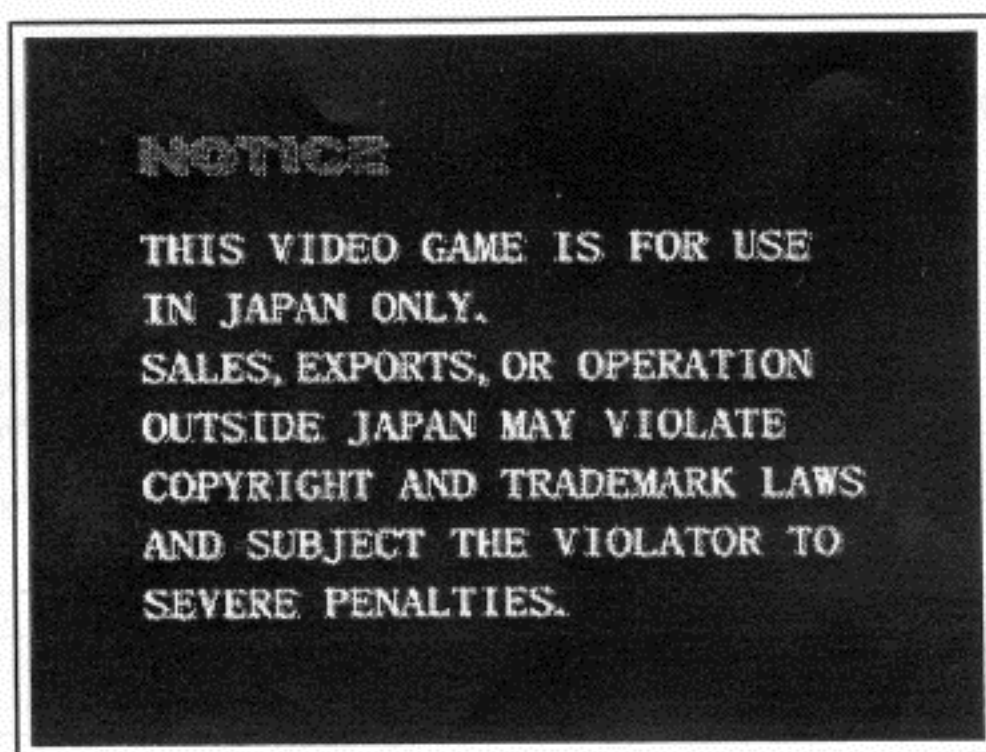 NOTICE
THIS VIDEO GAME IS FOR USE
IN JAPAN ONLY.
SALES, EXPORTS, OR OPERATION
OUTSIDE JAPAN MAY VIOLATE
COPYRIGHT AND TRADEMARK LAWS
AND SUBJECT THE VIOLATOR TO
SEVERE PENALTIES.